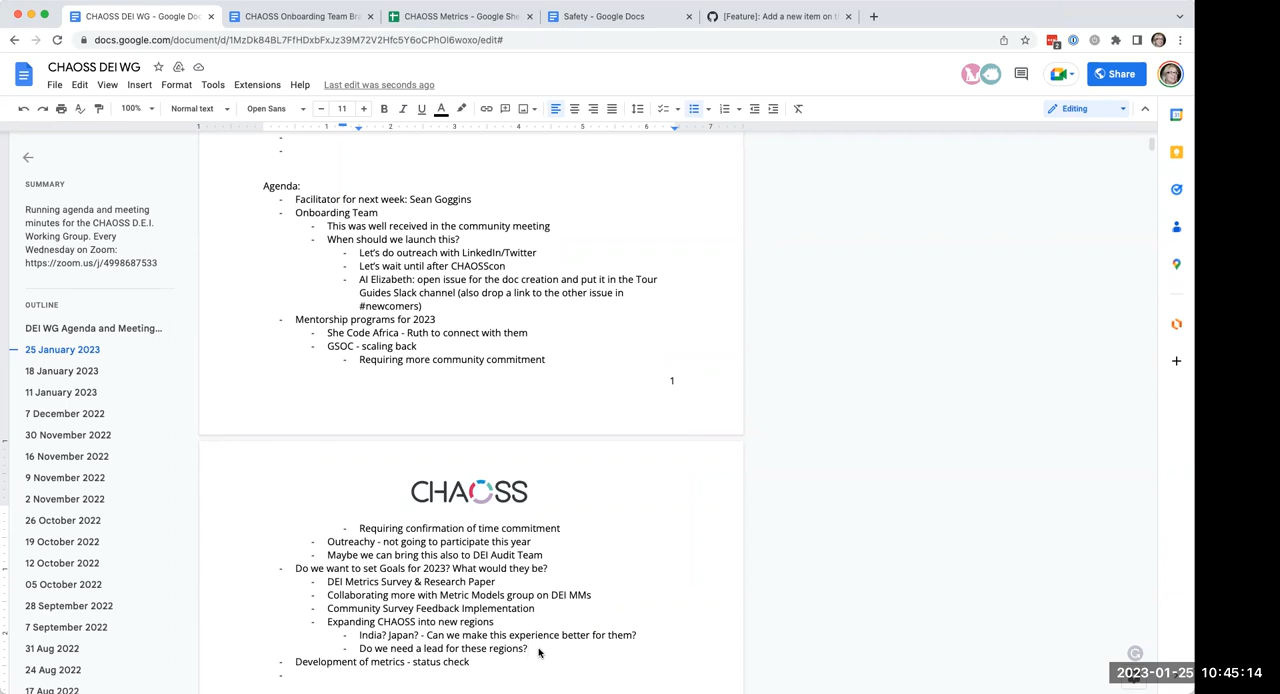 CHAOSS DEI WG - Google Doc
CHAOSS Onboarding Team Bra
CHAOSS Metrics - Google She
Safety - Google Docs
[Feature]: Add a new item on t
docs.google.com/document/d/1MzDk84BL7FfHDxbFxJz39M72V2Hfc5Y6oCPhOl6woxo/edit#
2
CHAOSS DEI WG
File Edit View Insert Format Tools Extensions Help Last edit was seconds ago
Share
100% Normal text Open Sans 11 B I U A Editing
1 1 2 3 4 5 6 7
SUMMARY
Running agenda and meeting
minutes for the CHAOSS D.E.I.
Working Group. Every
Wednesday on Zoom:
https://zoom.us/j/4998687533
OUTLINE
DEI WG Agenda and Meeting...
25 January 2023
18 January 2023
11 January 2023
7 December 2022
30 November 2022
16 November 2022
9 November 2022
2 November 2022
26 October 2022
19 October 2022
12 October 2022
05 October 2022
28 September 2022
7 September 2022
31 Aug 2022
24 Aug 2022
17 Aug 2022
-
-
Agenda:
- Facilitator for next week: Sean Goggins
- Onboarding Team
- This was well received in the community meeting
- When should we launch this?
- Let's do outreach with LinkedIn/Twitter
- Let's wait until after CHAOSScon
- AI Elizabeth: open issue for the doc creation and put it in the Tour
Guides Slack channel (also drop a link to the other issue in
#newcomers)
- Mentorship programs for 2023
- She Code Africa - Ruth to connect with them
- GSOC - scaling back
- Requiring more community commitment
1
CHAOSS
- Requiring confirmation of time commitment
- Outreachy - not going to participate this year
- Maybe we can bring this also to DEI Audit Team
- Do we want to set Goals for 2023? What would they be?
- DEI Metrics Survey & Research Paper
- Collaborating more with Metric Models group on DEI MMs
- Community Survey Feedback Implementation
- Expanding CHAOSS into new regions
- India? Japan? - Can we make this experience better for them?
- Do we need a lead for these regions?
- Development of metrics - status check
-
2023-01-25 10:45:14